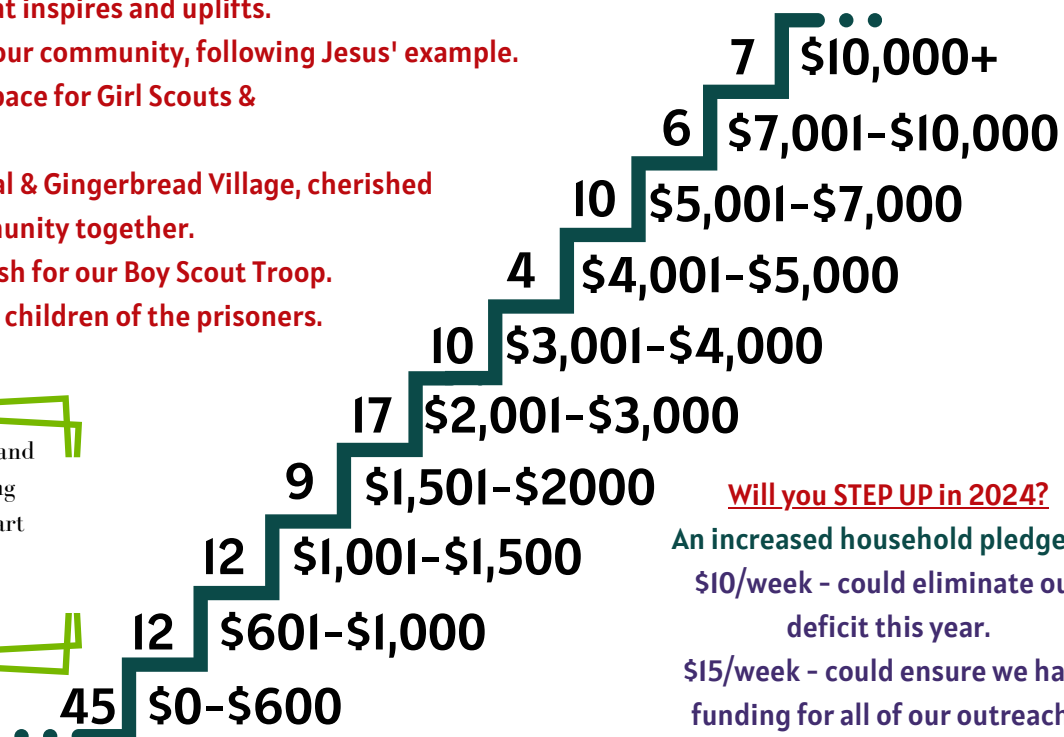 nt inspires and uplifts.
our community, following Jesus' example.
pace for Girl Scouts &
al & Gingerbread Village, cherished
munity together.
sh for our Boy Scout Troop.
children of the prisoners.
and
ng
art
7 $10,000+
6 $7,001-$10,000
10 $5,001-$7,000
4 $4,001-$5,000
10 $3,001-$4,000
17 $2,001-$3,000
9 $1,501-$2000
12 $1,001-$1,500
12 $601-$1,000
45 $0-$600
Will you STEP UP in 2024?
An increased household pledge
$10/week - could eliminate ou
deficit this year.
$15/week - could ensure we ha
funding for all of our outreach